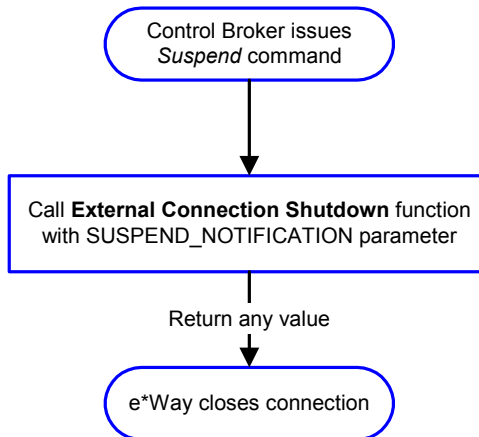 Control Broker issues
Suspend command
Call External Connection Shutdown function
with SUSPEND_NOTIFICATION parameter
Return any value
e*Way closes connection